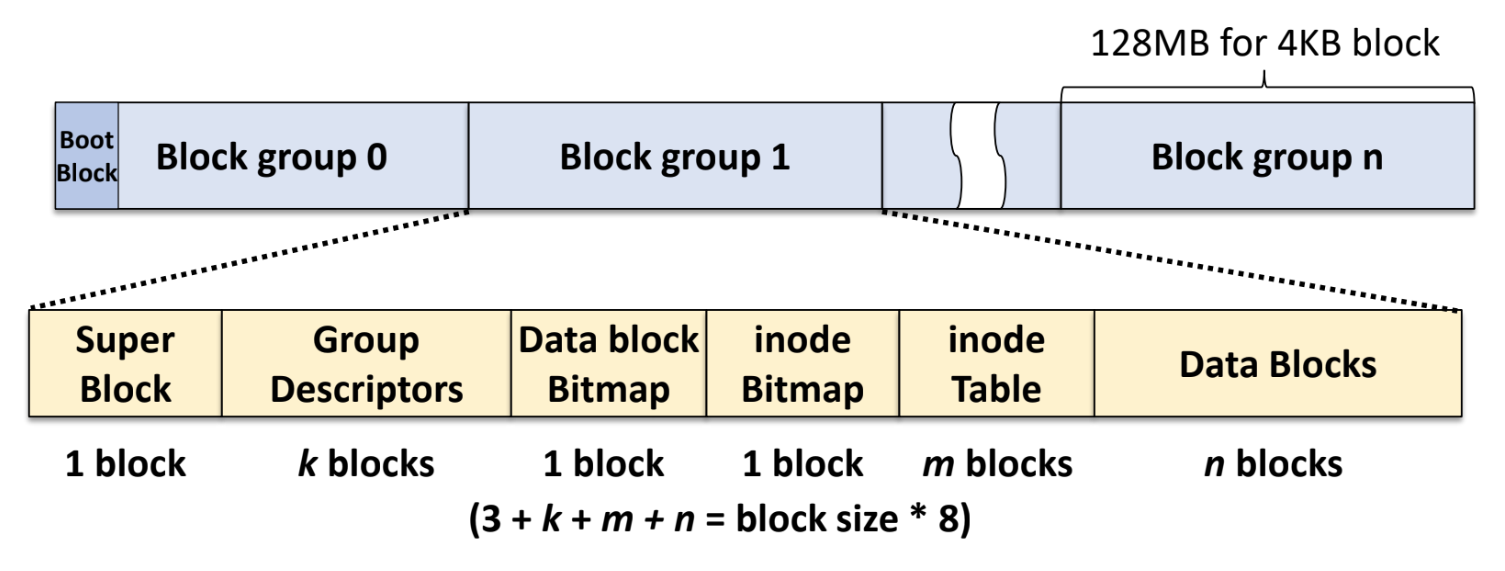 128MB for 4KB block
Boot
Block
Block group 0
Block group 1
Block group n
Super
Block
Group
Descriptors
Data block
Bitmap
inode
Bitmap
inode
Table
Data Blocks
1 block
k blocks
1 block
1 block
m blocks
n blocks
(3 + k + m + n = block size * 8)